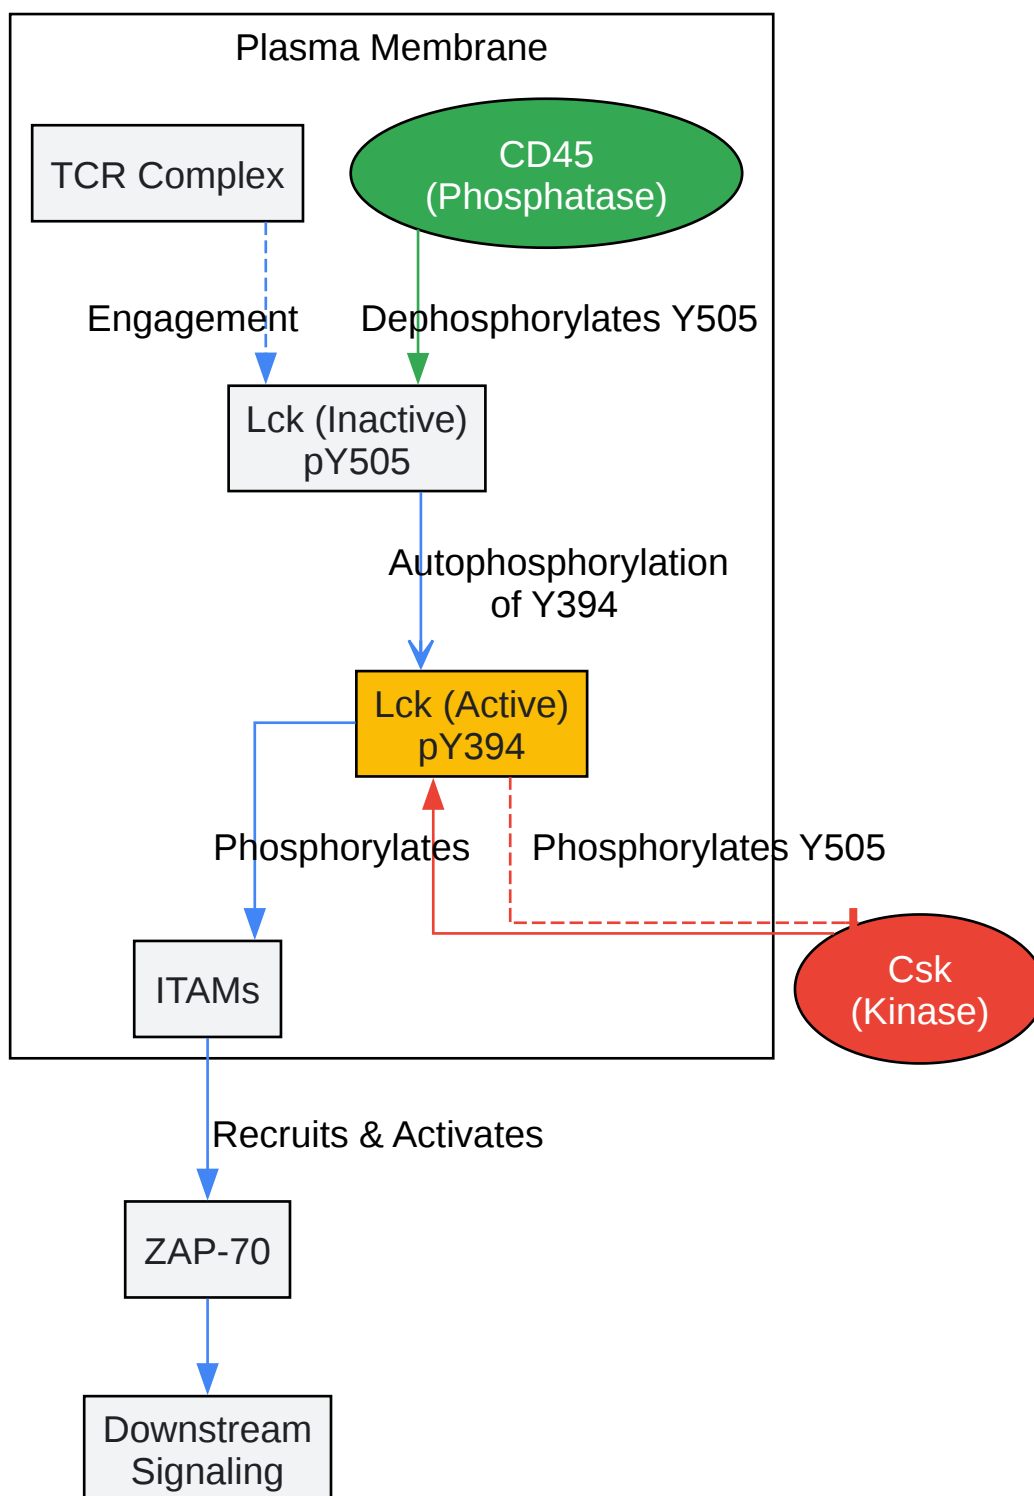 Plasma Membrane
TCR Complex
CD45
(Phosphatase)
Engagement
Dephosphorylates Y505
Lck (Inactive)
pY505
Autophosphorylation
of Y394
Lck (Active)
pY394
Phosphorylates
Phosphorylates Y505
ITAMs
Csk
(Kinase)
Recruits & Activates
ZAP-70
Downstream
Signaling